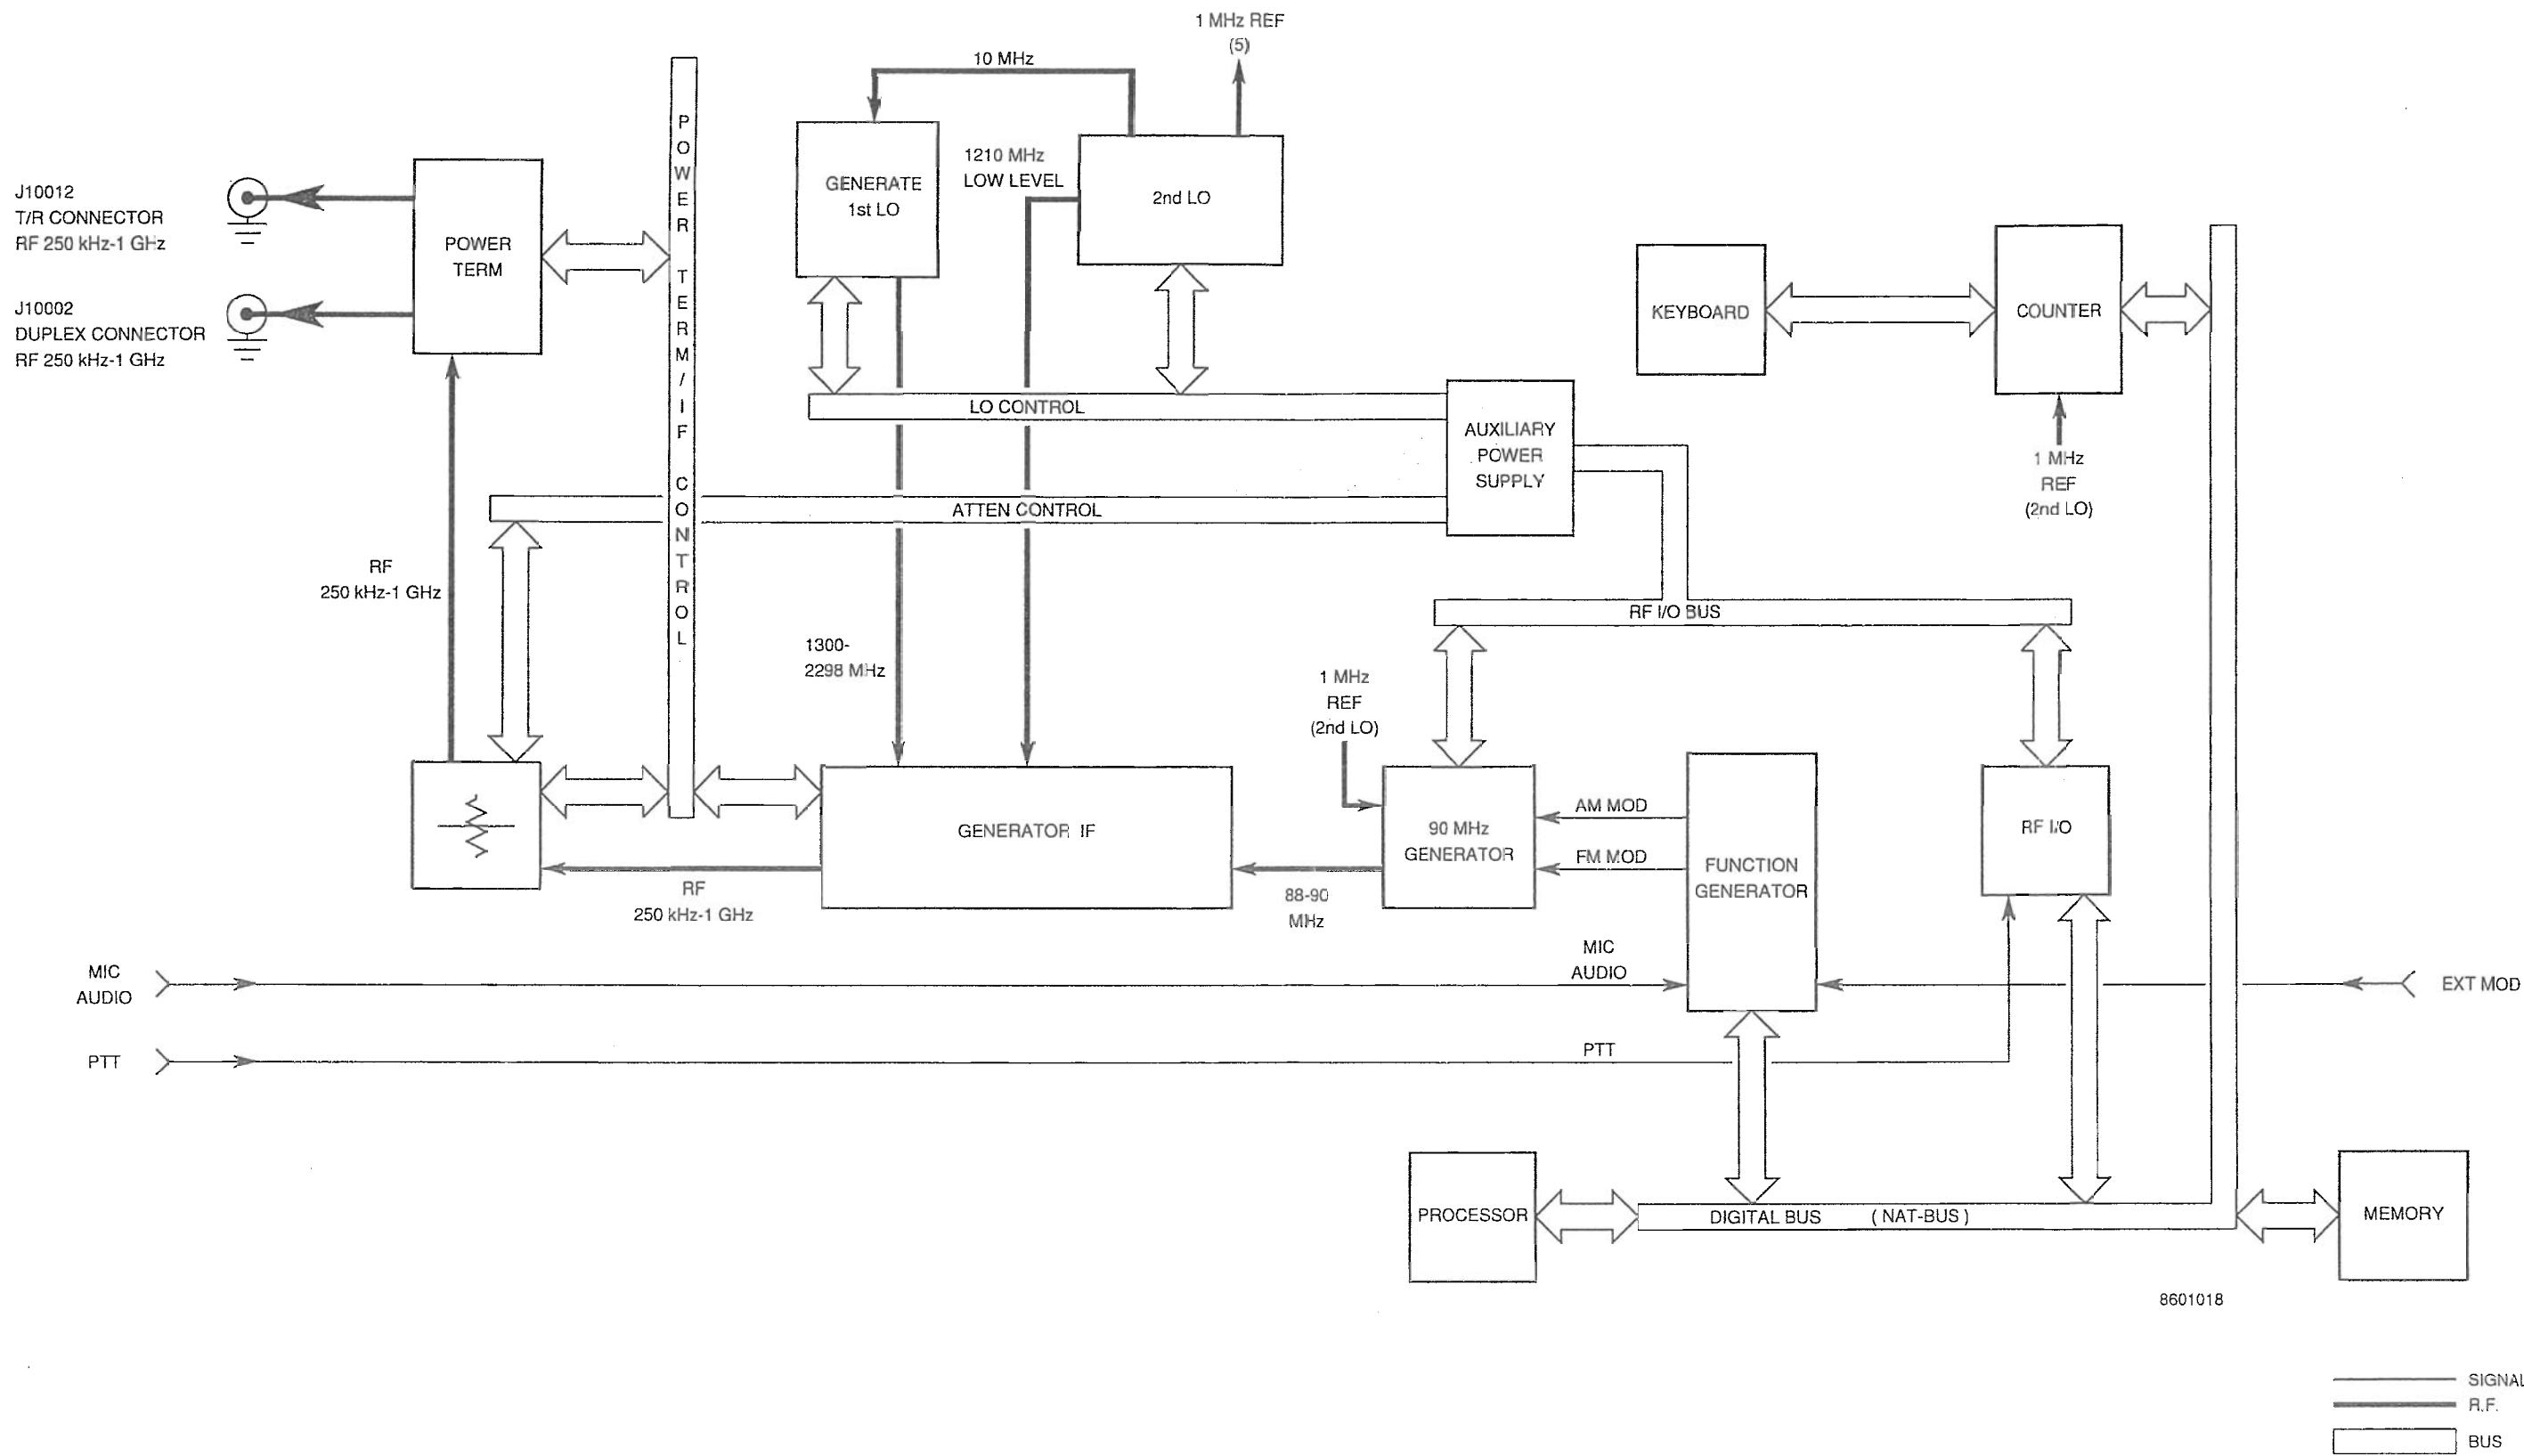 1 MHz REF
(5)
10 MHz
J10012
T/R CONNECTOR
RF 250 kHz-1 GHz
J10002
DUPLEX CONNECTOR
RF 250 kHz-1 GHz
POWER
TERM
POWER TERM/IF CONTROL
GENERATE
1st LO
1210 MHz
LOW LEVEL
2nd LO
KEYBOARD
COUNTER
1 MHz
REF
(2nd LO)
LO CONTROL
AUXILIARY
POWER
SUPPLY
ATTEN CONTROL
RF
250 kHz-1 GHz
RF I/O BUS
1300-
2298 MHz
1 MHz
REF
(2nd LO)
GENERATOR IF
RF
250 kHz-1 GHz
88-90
MHz
90 MHz
GENERATOR
AM MOD
FM MOD
FUNCTION
GENERATOR
RF I/O
MIC
AUDIO
MIC
AUDIO
EXT MOD
PTT
PTT
PROCESSOR
DIGITAL BUS (NAT-BUS)
MEMORY
8601018
SIGNAL
R.F.
BUS